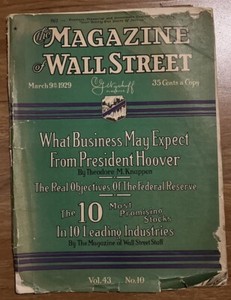 The
MAGAZINE
of WALL STREET
March 9th 1929
35 Cents a Copy
What Business May Expect
From President Hoover
By Theodore M. Knappen
The Real Objectives Of The Federal Reserve
The 10 Most Promising Stocks
In 10 Leading Industries
By The Magazine of Wall Street Staff
Vol. 43
No. 10